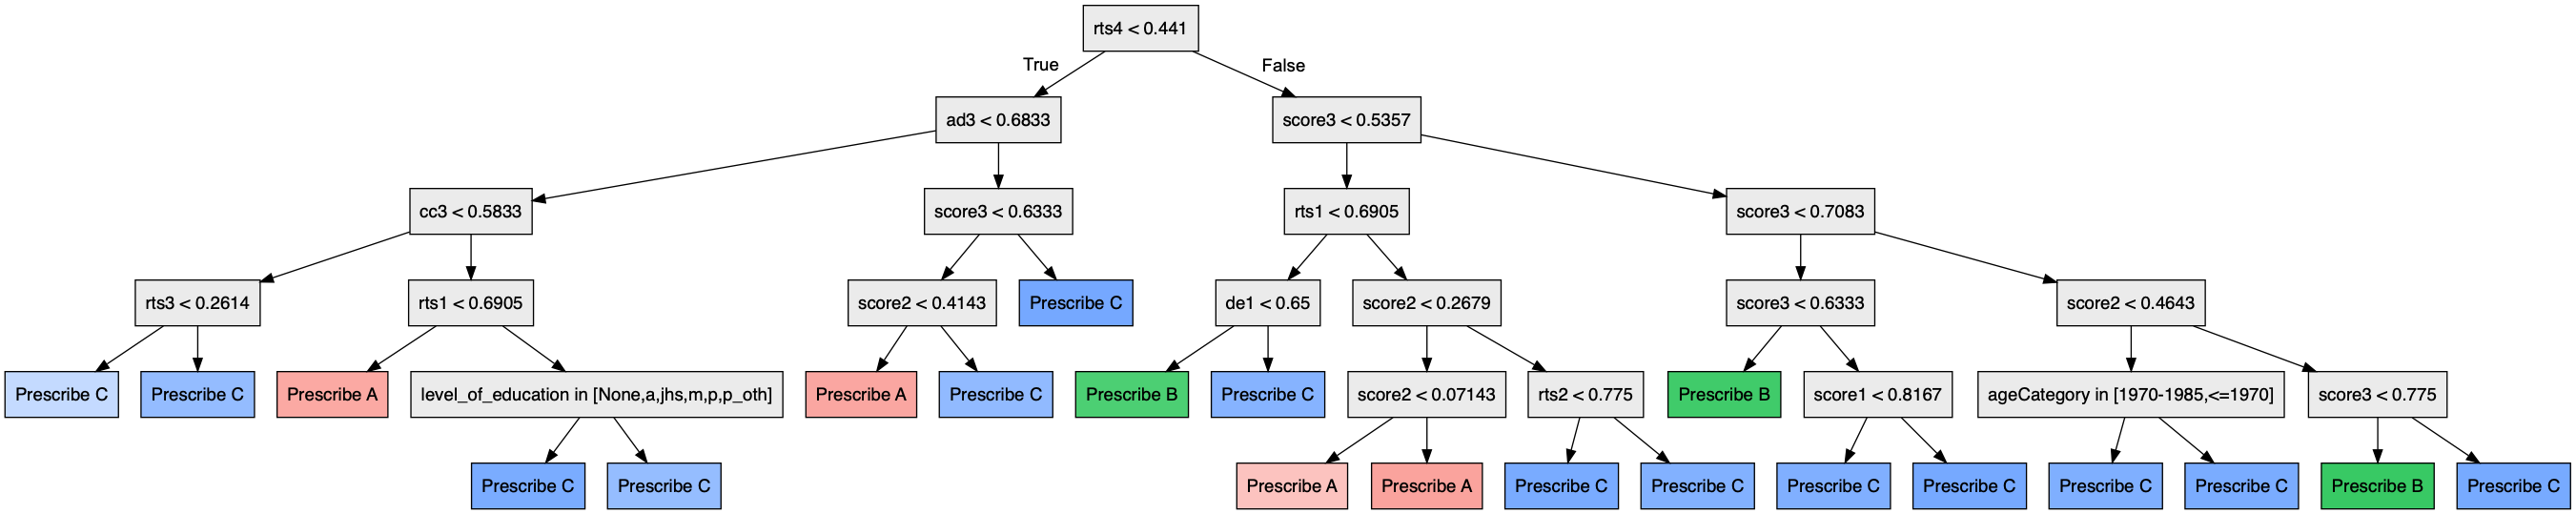 rts4 < 0.441
True
False
ad3 < 0.6833
score3 < 0.5357
cc3 < 0.5833
score3 < 0.6333
rts1 < 0.6905
score3 < 0.7083
rts3 < 0.2614
rts1 < 0.6905
score2 < 0.4143
Prescribe C
de1 < 0.65
score2 < 0.2679
score3 < 0.6333
score2 < 0.4643
Prescribe C
Prescribe C
Prescribe A
level_of_education in [None,a,jhs,m,p,p_oth]
Prescribe A
Prescribe C
Prescribe B
Prescribe C
score2 < 0.07143
rts2 < 0.775
Prescribe B
score1 < 0.8167
ageCategory in [1970-1985,<=1970]
score3 < 0.775
Prescribe C
Prescribe C
Prescribe A
Prescribe A
Prescribe C
Prescribe C
Prescribe C
Prescribe C
Prescribe C
Prescribe C
Prescribe B
Prescribe C